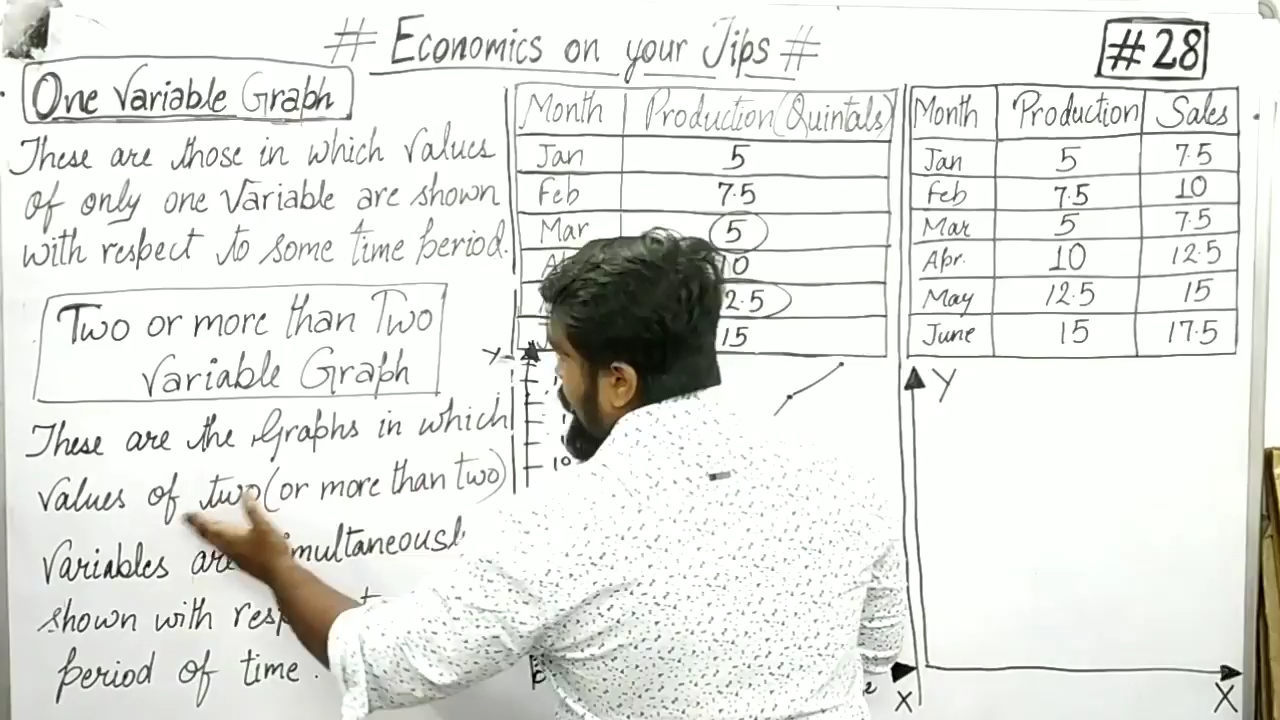 # Economics on your Tips #
#28
One Variable Graph
These are those in which values
of only one variable are shown
with respect to some time period.
Two or more than Two
Variable Graph
These are the Graphs in which
values of two (or more than two)
Variables are simultaneousl
shown with resp
period of time.
Month Production (Quintals)
Jan 5
Feb 7.5
Mar 5
15
Y
10
X
Month Production Sales
Jan 5 7.5
Feb 7.5 10
Mar 5 7.5
Apr. 10 12.5
May 12.5 15
June 15 17.5
Y
X